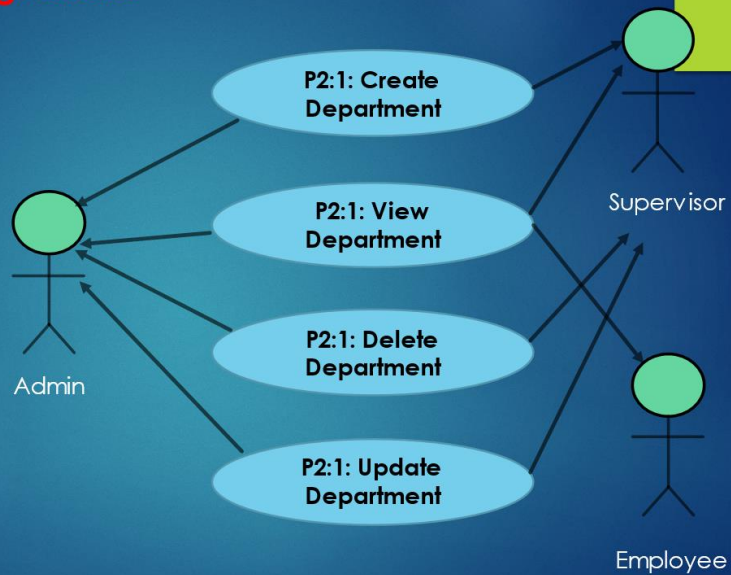 P2:1: Create
Department
P2:1: View
Department
Supervisor
P2:1: Delete
Department
Admin
P2:1: Update
Department
Employee